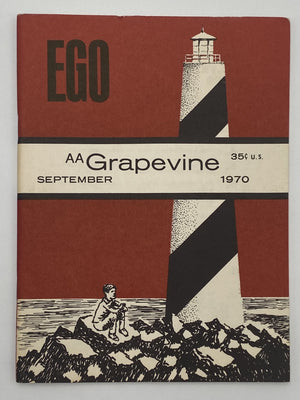 EGO
AA Grapevine 35¢ U.S.
SEPTEMBER 1970